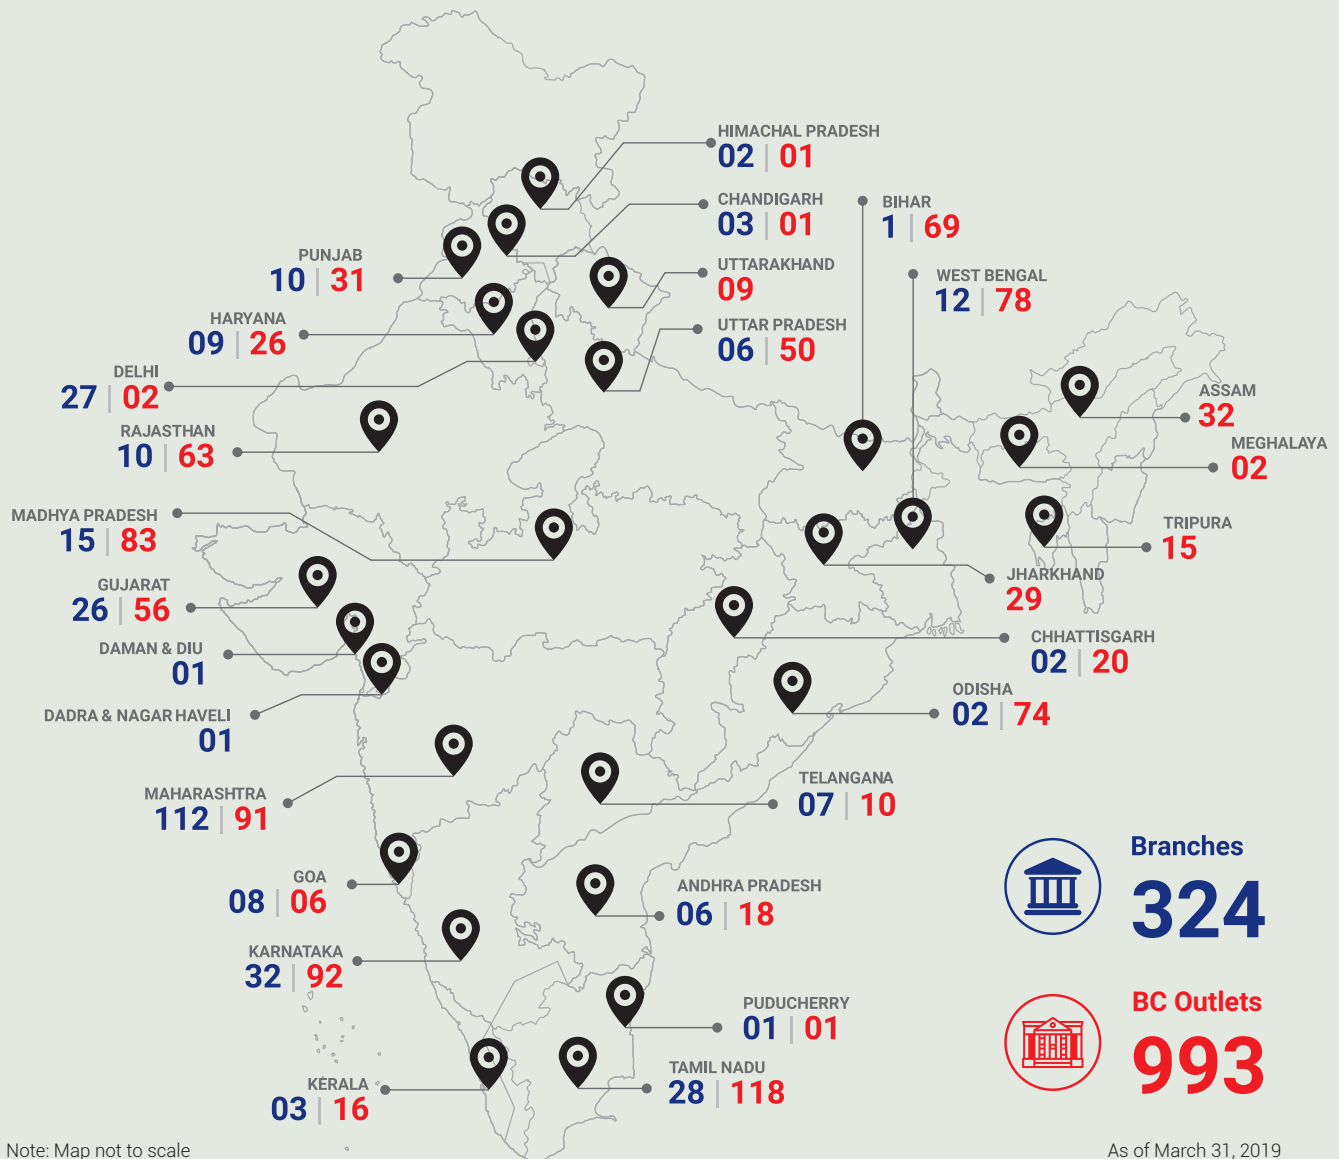 HIMACHAL PRADESH
02 | 01
CHANDIGARH
03 | 01
BIHAR
1 | 69
PUNJAB
10 | 31
UTTARAKHAND
09
WEST BENGAL
12 | 78
HARYANA
09 | 26
UTTAR PRADESH
06 | 50
DELHI
27 | 02
ASSAM
32
RAJASTHAN
10 | 63
MEGHALAYA
02
MADHYA PRADESH
15 | 83
TRIPURA
15
GUJARAT
26 | 56
JHARKHAND
29
DAMAN & DIU
01
CHHATTISGARH
02 | 20
DADRA & NAGAR HAVELI
01
ODISHA
02 | 74
MAHARASHTRA
112 | 91
TELANGANA
07 | 10
GOA
08 | 06
ANDHRA PRADESH
06 | 18
KARNATAKA
32 | 92
PUDUCHERRY
01 | 01
KERALA
03 | 16
TAMIL NADU
28 | 118
Branches
324
BC Outlets
993
Note: Map not to scale
As of March 31, 2019